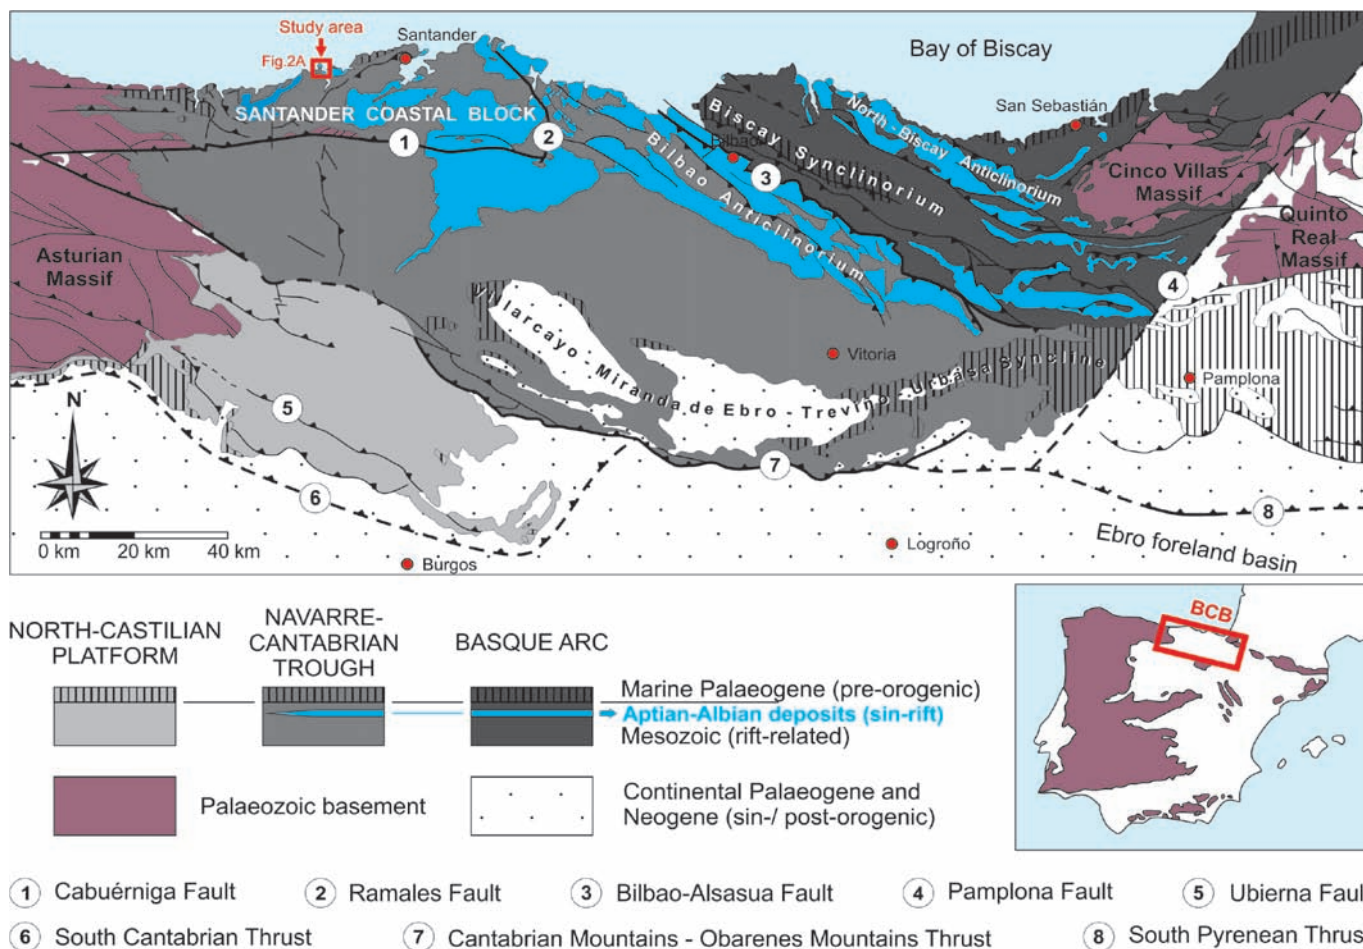 Study area
Fig.2A
Santander
Bay of Biscay
SANTANDER COASTAL BLOCK
1
2
San Sebastián
Biscay Synclinorium
North-Biscay Anticlinorium
Bilbao
3
Bilbao Anticlinorium
Cinco Villas
Massif
Quinto
Real
Massif
Asturian
Massif
4
Villarcayo - Miranda de Ebro - Treviño - Urbasa Syncline
Vitoria
Pamplona
N
5
6
7
8
0 km
20 km
40 km
Burgos
Logroño
Ebro foreland basin
NORTH-CASTILIAN
PLATFORM
NAVARRE-
CANTABRIAN
TROUGH
BASQUE ARC
Marine Palaeogene (pre-orogenic)
Aptian-Albian deposits (sin-rift)
Mesozoic (rift-related)
Palaeozoic basement
Continental Palaeogene and
Neogene (sin-/ post-orogenic)
BCB
1 Cabuérniga Fault
2 Ramales Fault
3 Bilbao-Alsasua Fault
4 Pamplona Fault
5 Ubierna Faul
6 South Cantabrian Thrust
7 Cantabrian Mountains - Obarenes Mountains Thrust
8 South Pyrenean Thrus